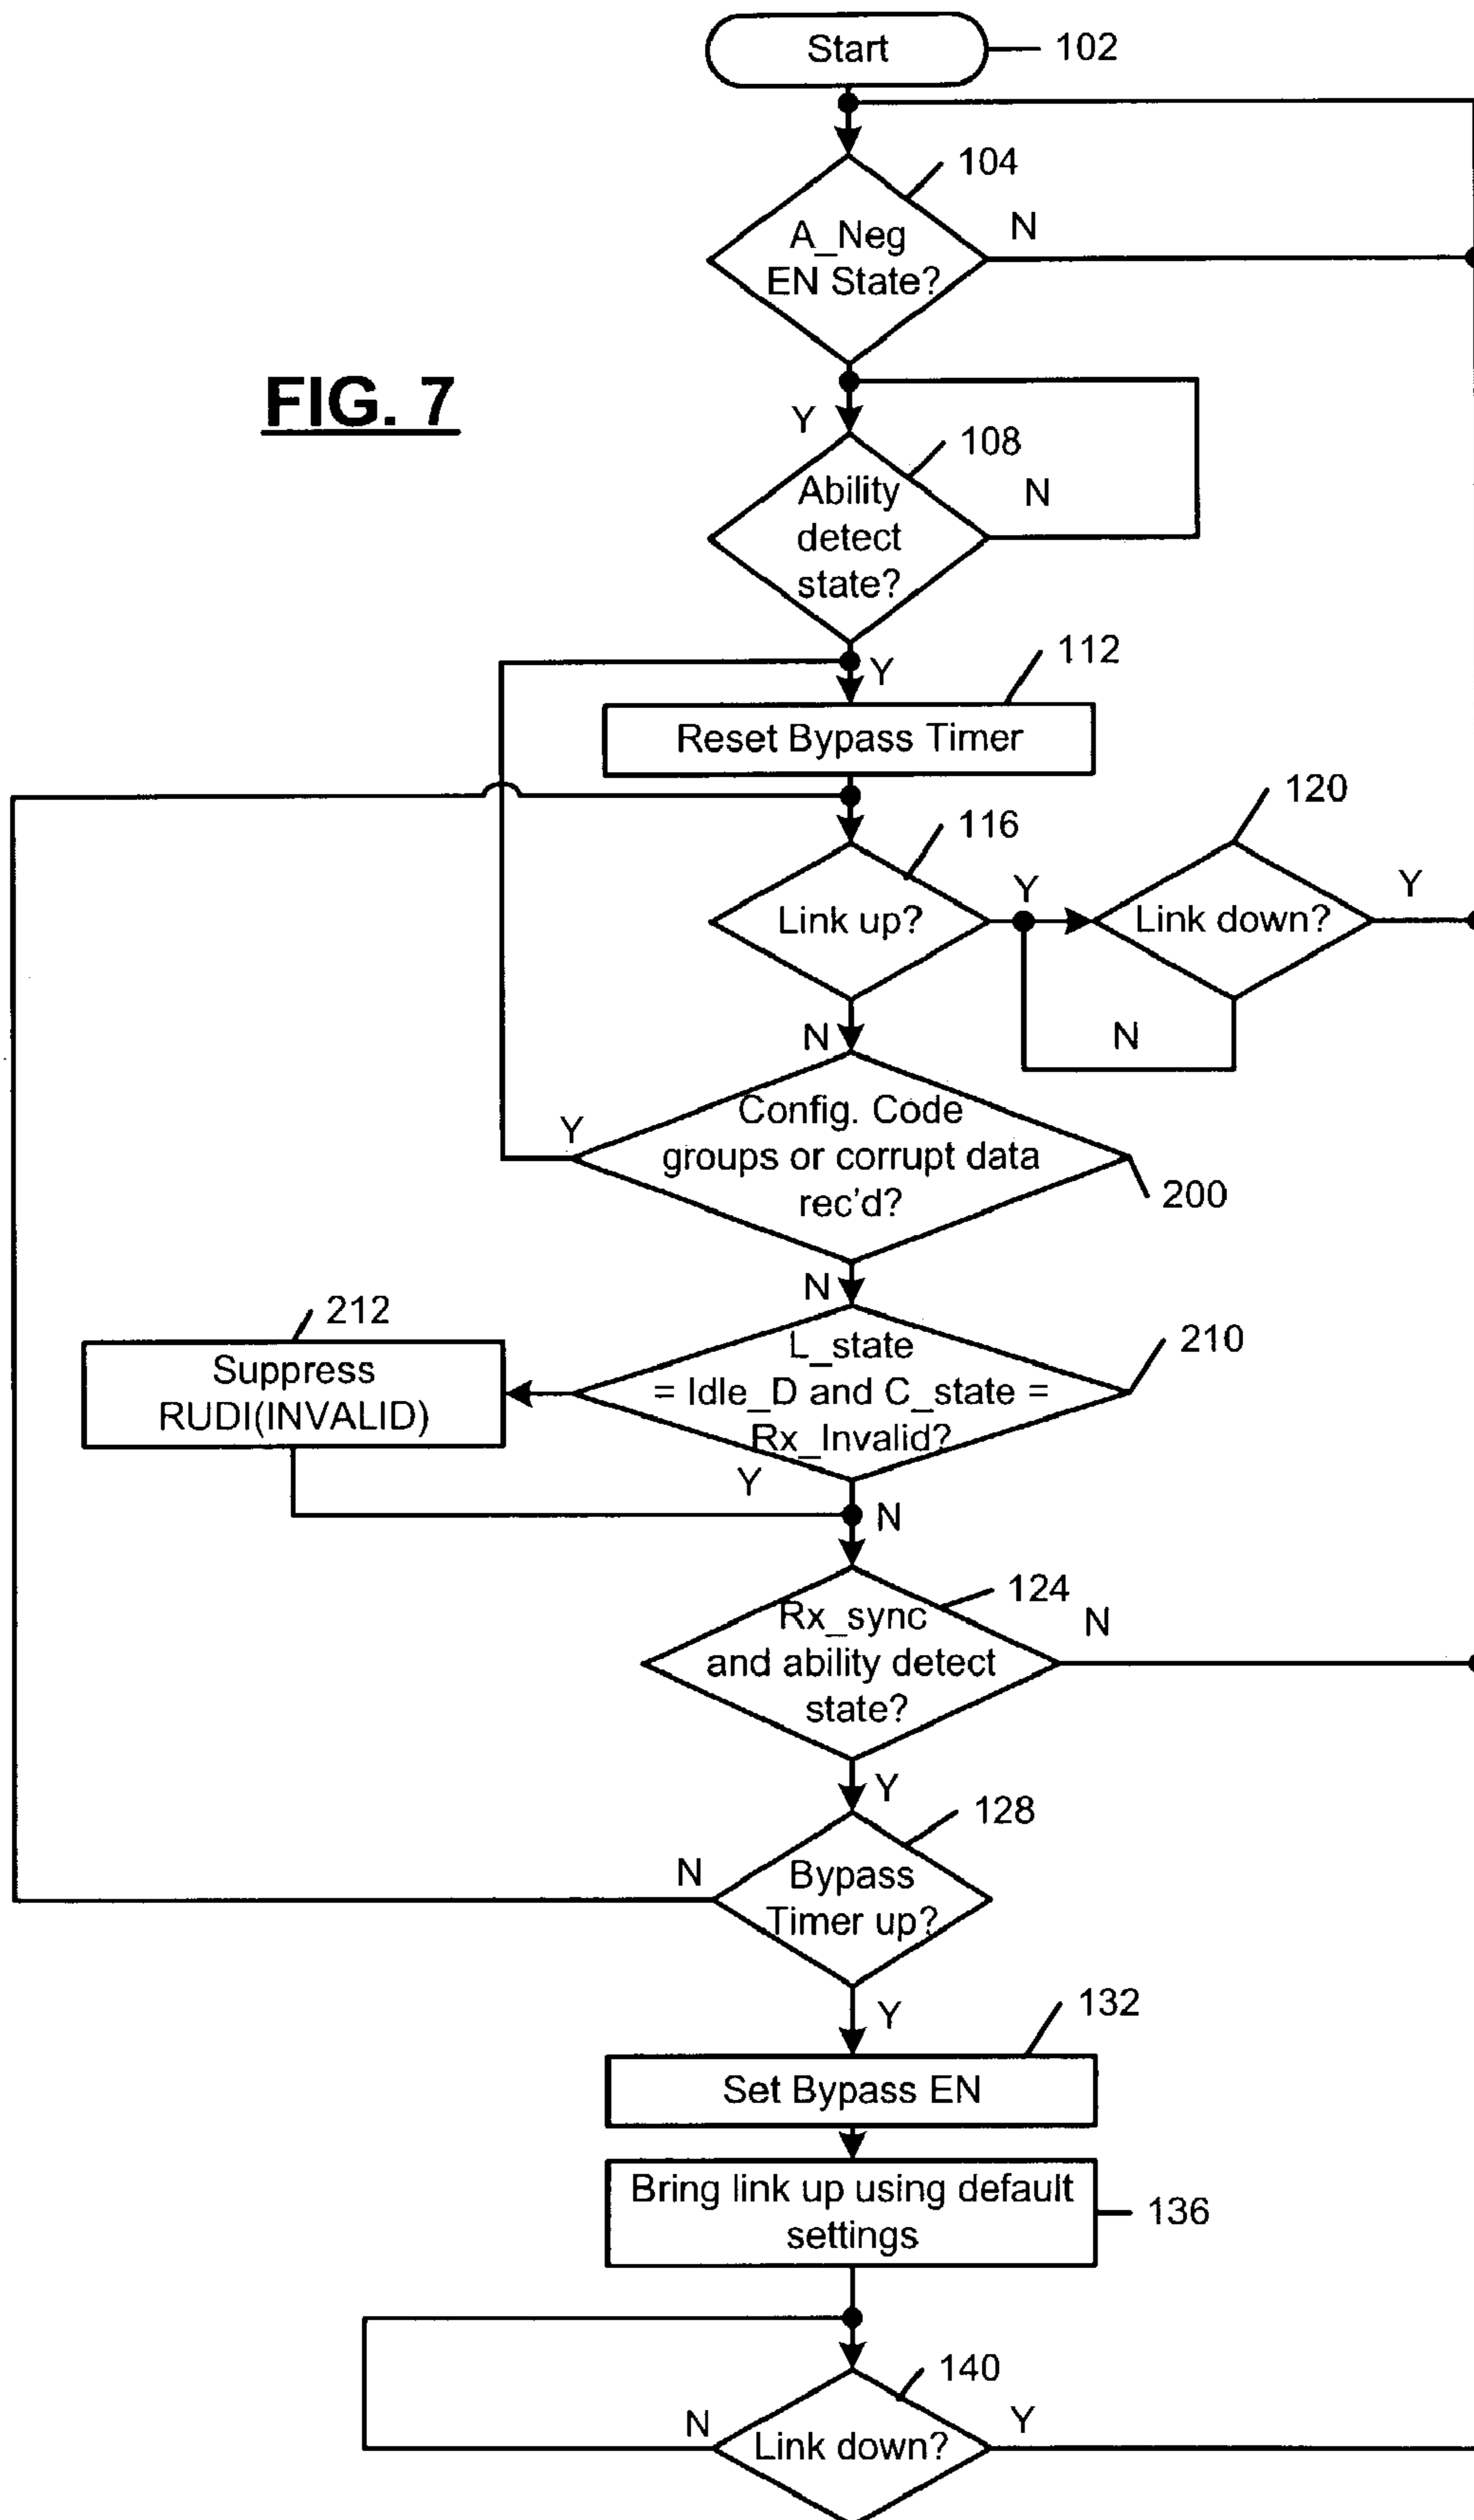 Start
102
104
A_Neg
EN State?
N
FIG. 7
Y
108
Ability
detect
state?
N
Y
112
Reset Bypass Timer
120
116
Link up?
Y
Link down?
Y
N
N
Config. Code
groups or corrupt data
rec'd?
Y
200
N
212
Suppress
RUDI(INVALID)
L_state
= Idle_D and C_state =
Rx_Invalid?
210
Y
N
124
Rx_sync
and ability detect
state?
N
Y
128
Bypass
Timer up?
N
Y
132
Set Bypass EN
Bring link up using default
settings
136
140
Link down?
N
Y